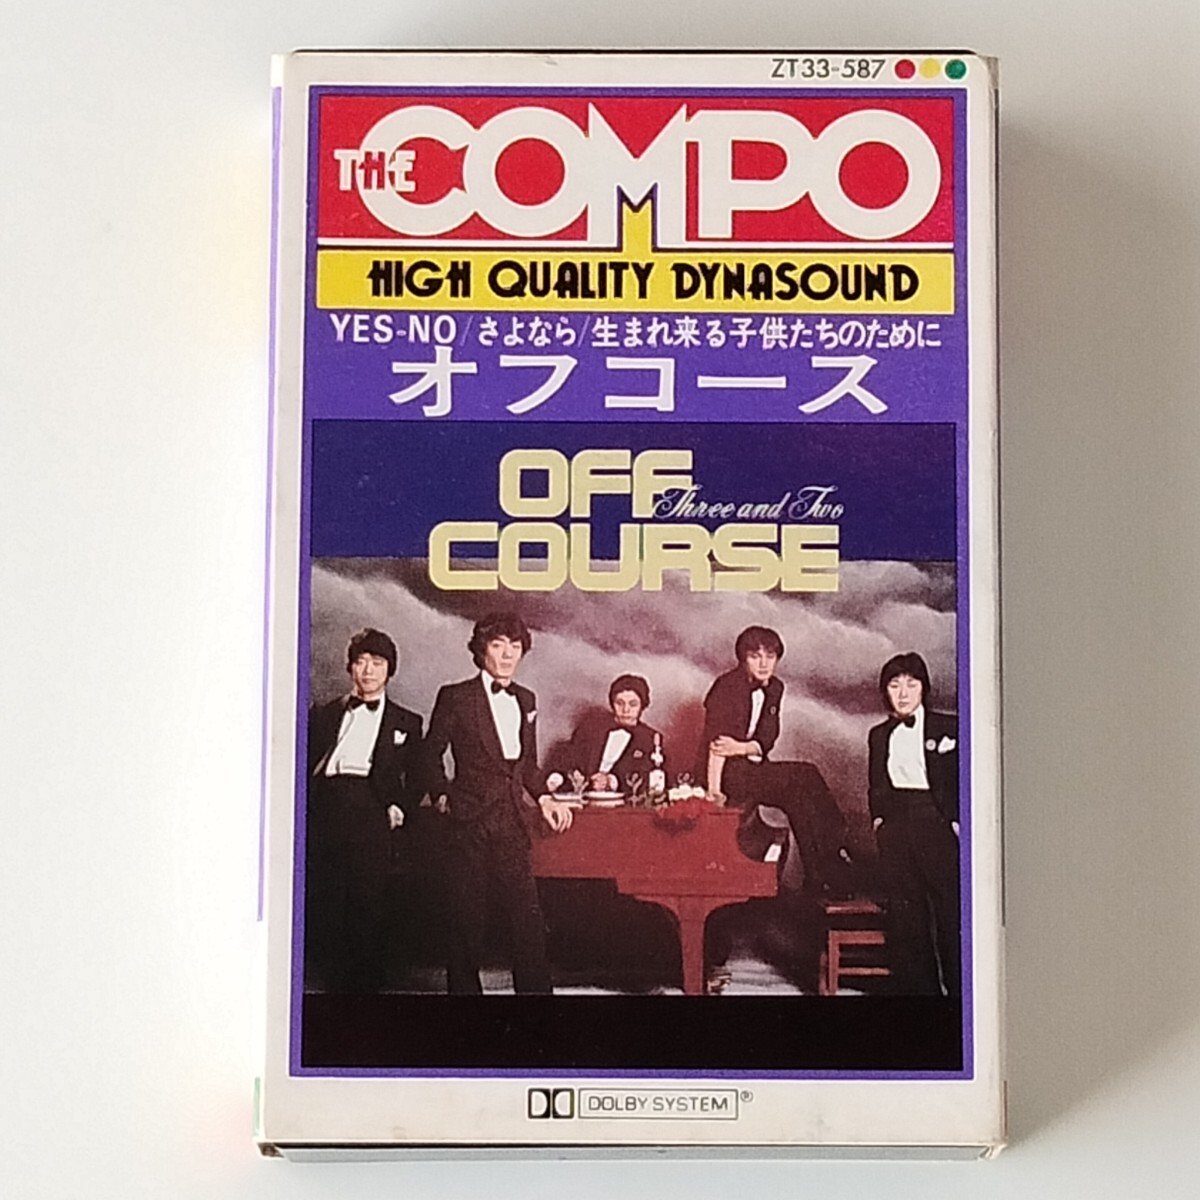 ZT33-587
THE COMPO
HIGH QUALITY DYNASOUND
YES-NO/さよなら/生まれ来る子供たちのために
オフコース
OFF
Three and Two
COURSE
DOLBY SYSTEM®